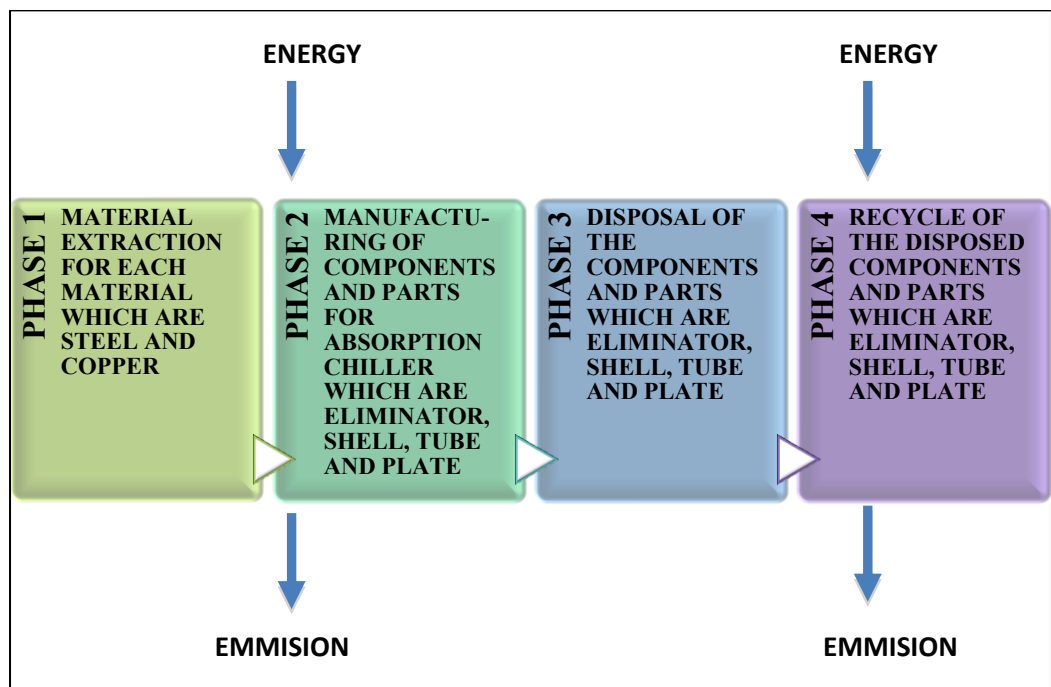 ENERGY
ENERGY
PHASE 1
MATERIAL
EXTRACTION
FOR EACH
MATERIAL
WHICH ARE
STEEL AND
COPPER
PHASE 2
MANUFACTU-
RING OF
COMPONENTS
AND PARTS
FOR
ABSORPTION
CHILLER
WHICH ARE
ELIMINATOR,
SHELL, TUBE
AND PLATE
PHASE 3
DISPOSAL OF
THE
COMPONENTS
AND PARTS
WHICH ARE
ELIMINATOR,
SHELL, TUBE
AND PLATE
PHASE 4
RECYCLE OF
THE DISPOSED
COMPONENTS
AND PARTS
WHICH ARE
ELIMINATOR,
SHELL, TUBE
AND PLATE
EMMISION
EMMISION